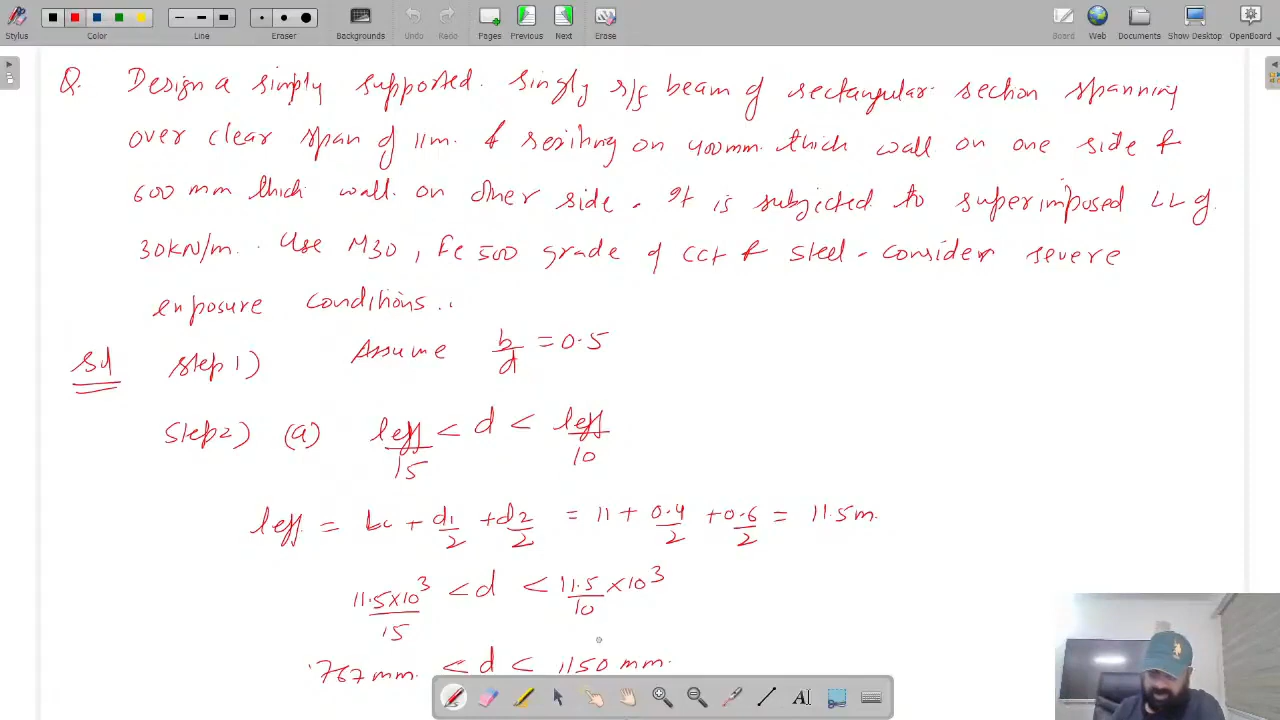 Stylus
Color
Line
Eraser
Backgrounds
Undo
Redo
Pages
Previous
Next
Erase
Board
Web
Documents
Show Desktop
OpenBoard
Q. Design a simply supported. Singly r/f beam of rectangular section spanning
over clear span of 11m. & resitng on 400mm. thick wall on one side &
600 mm thick wall. on other side. It is subjected to superimposed LL of
30KN/m. Use M30, Fe 500 grade of CCt & steel - consider severe
exposure conditions..
Sol Step 1) Assume b/d = 0.5
Step 2) (a) leff/15 < d < leff/10
leff = Lc + d1/2 + d2/2 = 11 + 0.4/2 + 0.6/2 = 11.5m.
11.5×10³/15 < d < 11.5/10 ×10³
767 mm. < d < 1150 mm.